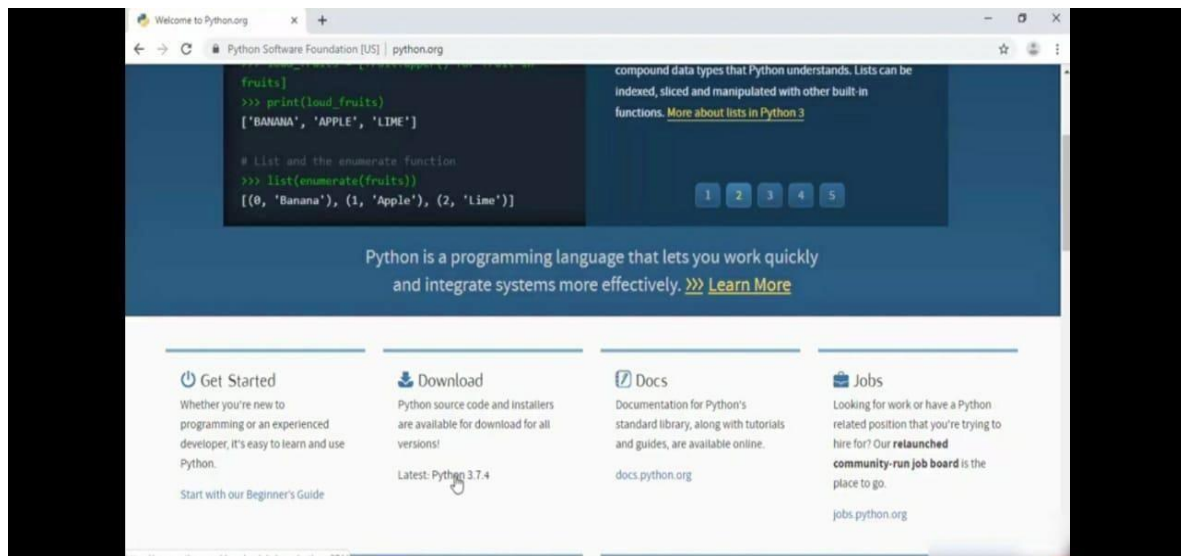 Welcome to Python.org
Python Software Foundation [US] | python.org
fruits]
>>> print(loud_fruits)
['BANANA', 'APPLE', 'LIME']
# List and the enumerate function
>>> list(enumerate(fruits))
[(0, 'Banana'), (1, 'Apple'), (2, 'Lime')]
compound data types that Python understands. Lists can be
indexed, sliced and manipulated with other built-in
functions. More about lists in Python 3
1 2 3 4 5
Python is a programming language that lets you work quickly
and integrate systems more effectively. >>> Learn More
Get Started
Whether you're new to
programming or an experienced
developer, it's easy to learn and use
Python.
Start with our Beginner's Guide
Download
Python source code and installers
are available for download for all
versions!
Latest: Python 3.7.4
Docs
Documentation for Python's
standard library, along with tutorials
and guides, are available online.
docs.python.org
Jobs
Looking for work or have a Python
related position that you're trying to
hire for? Our relaunched
community-run job board is the
place to go.
jobs.python.org